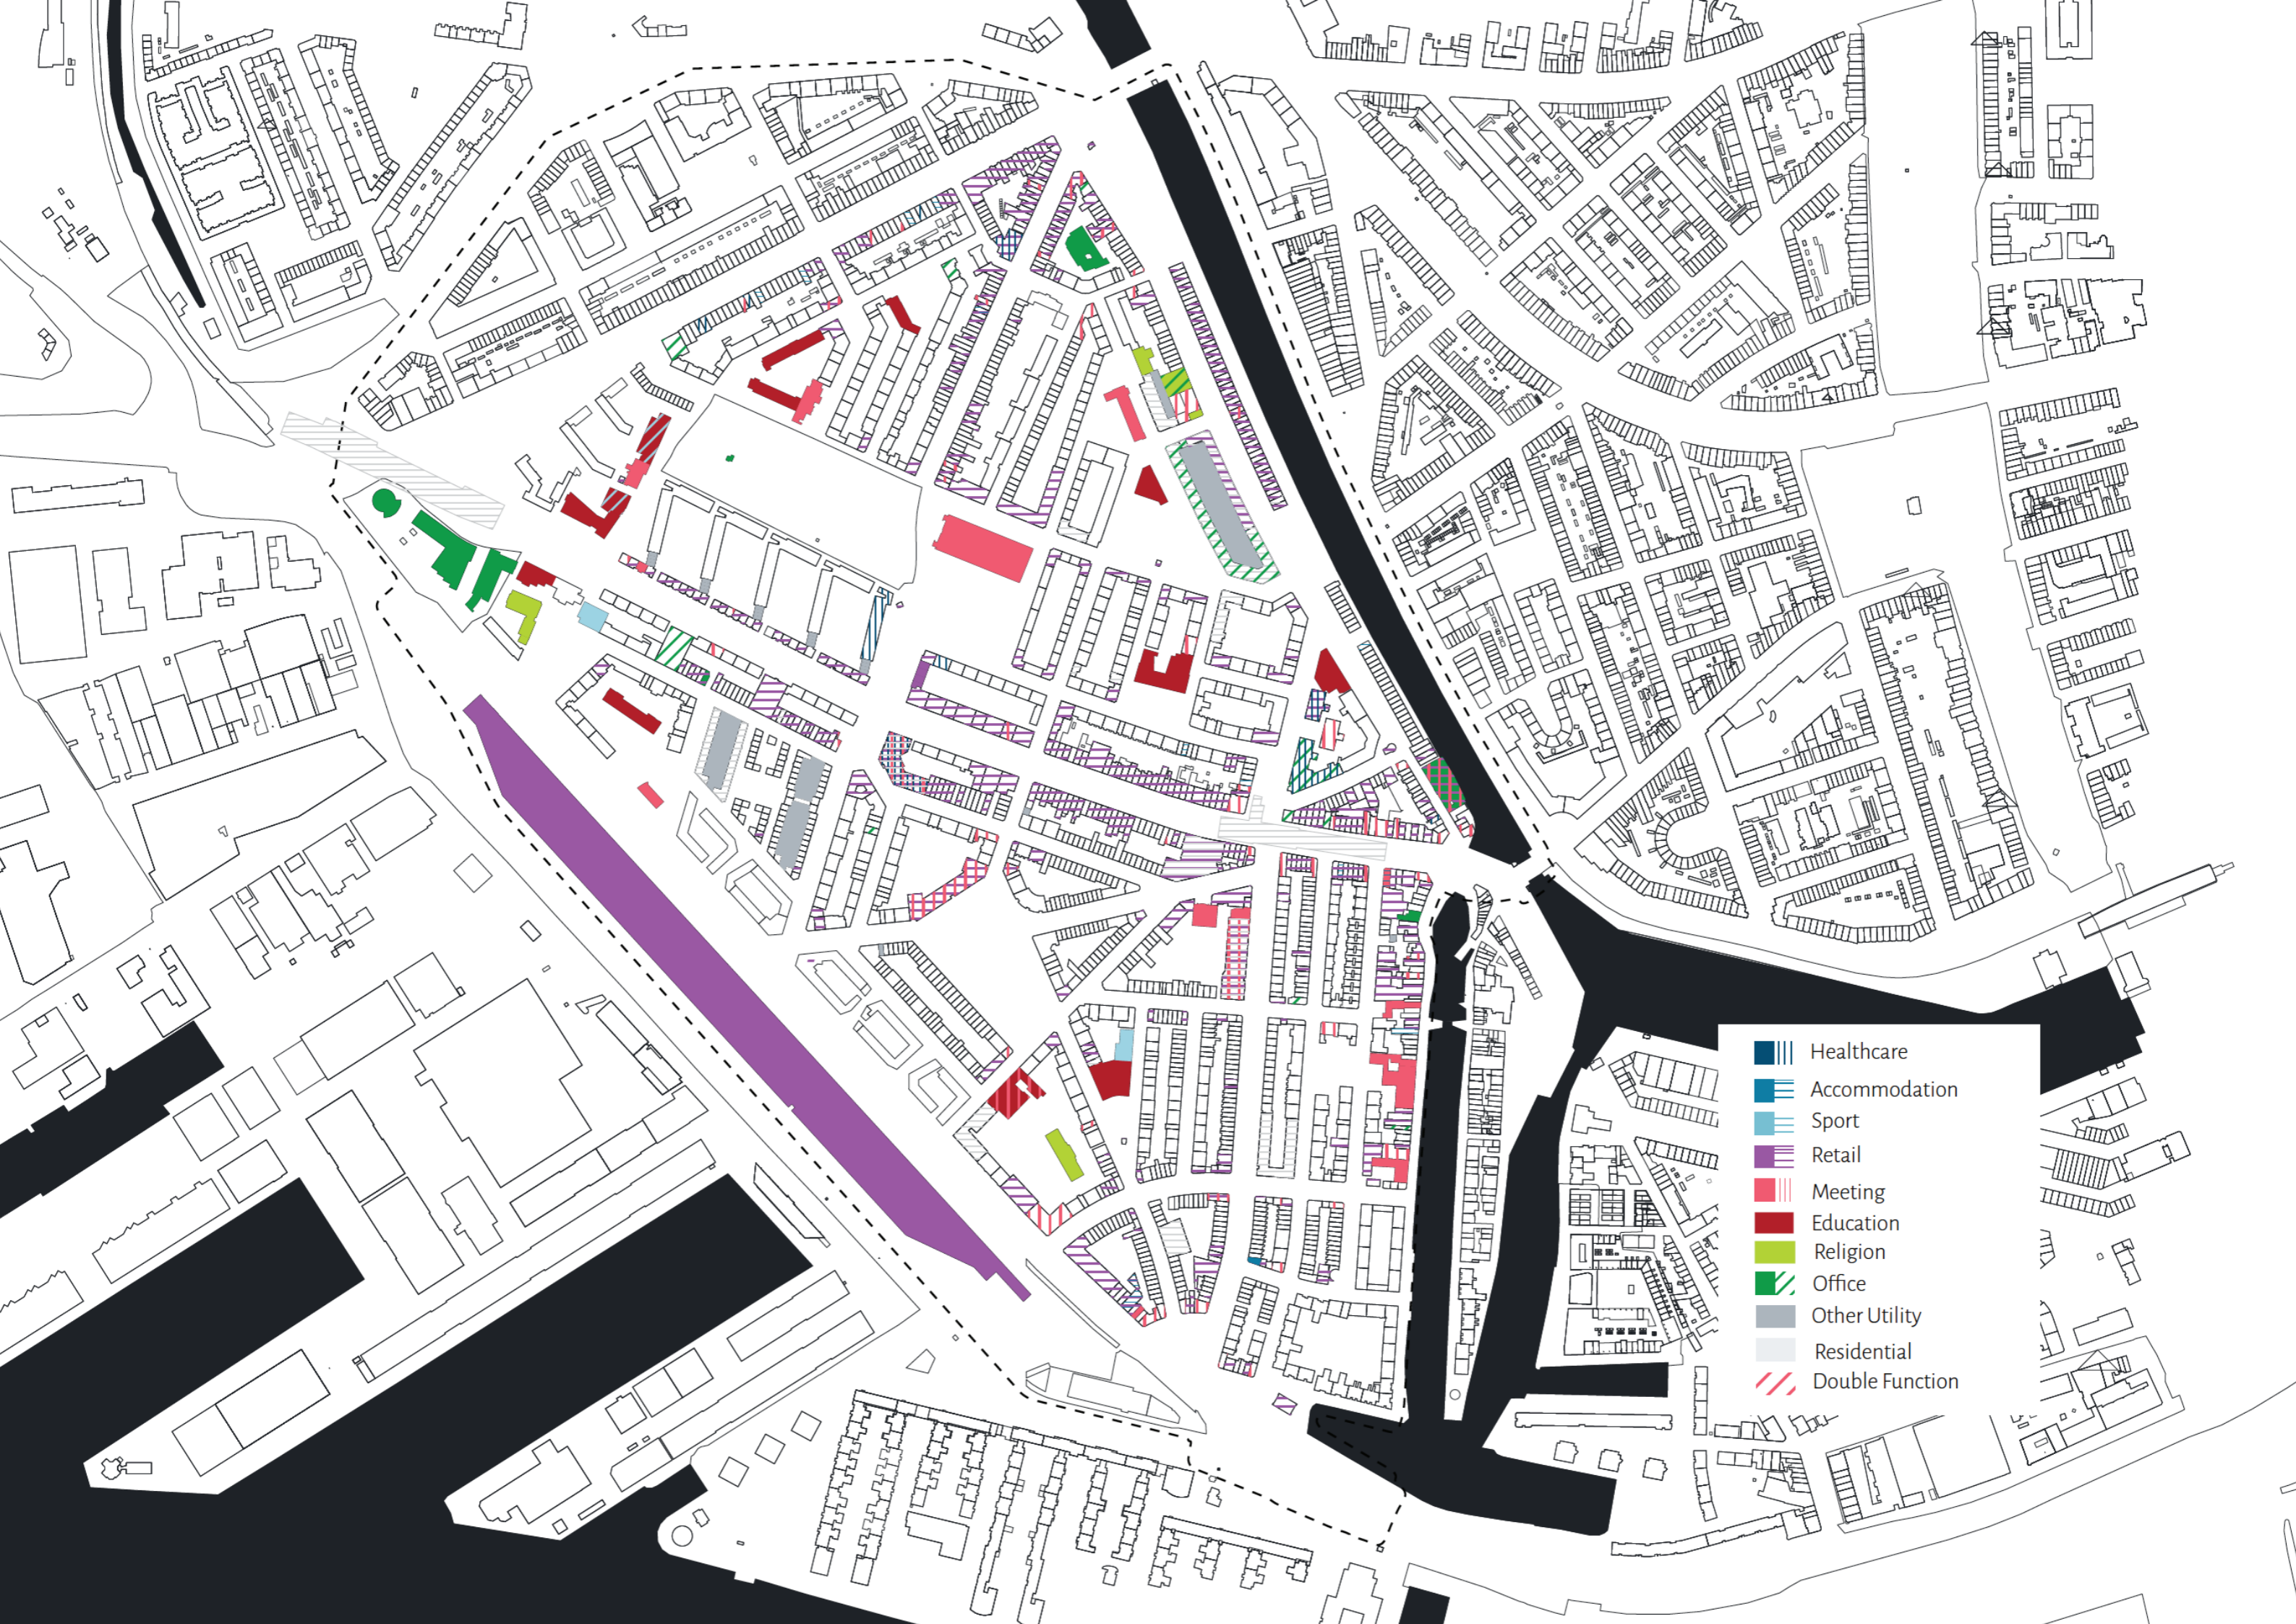 Healthcare
Accommodation
Sport
Retail
Meeting
Education
Religion
Office
Other Utility
Residential
Double Function